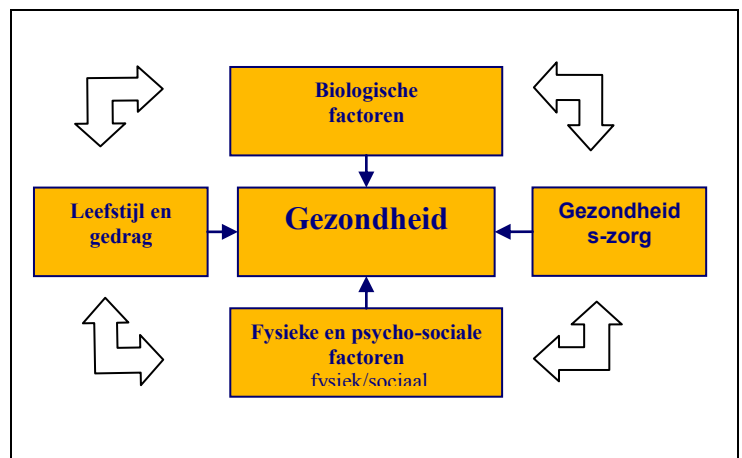 Biologische
factoren
Leefstijl en
gedrag
Gezondheid
Gezondheid
s-zorg
Fysieke en psycho-sociale
factoren
fysiek/sociaal